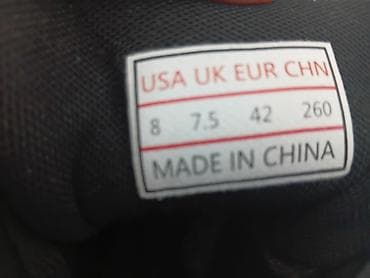 USA UK EUR CHN
8 7.5 42 260
MADE IN CHINA